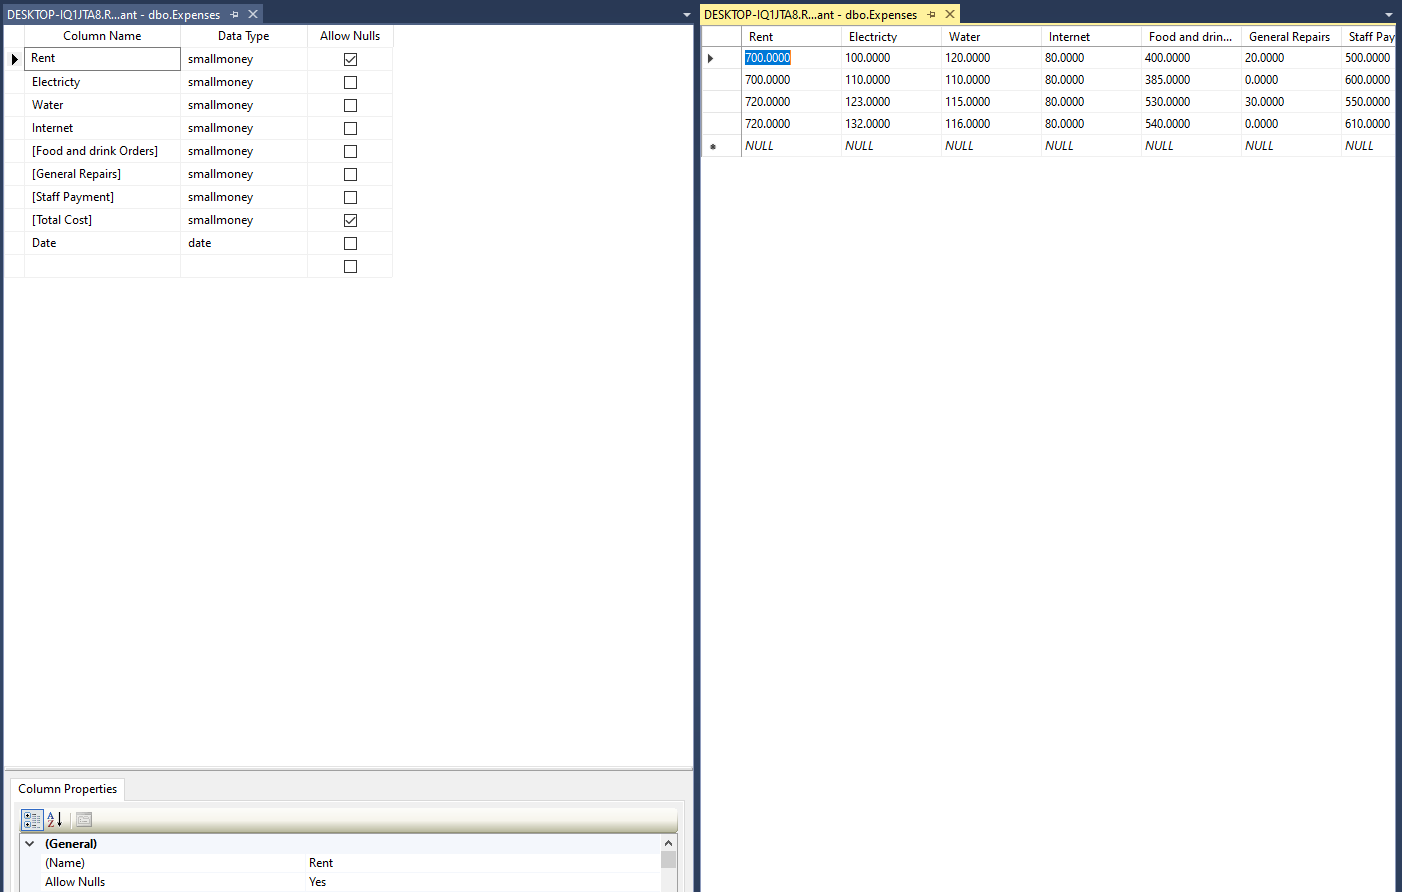 DESKTOP-IQ1JTA8.R...ant - dbo.Expenses
Column Name Data Type Allow Nulls
Rent smallmoney
Electricty smallmoney
Water smallmoney
Internet smallmoney
[Food and drink Orders] smallmoney
[General Repairs] smallmoney
[Staff Payment] smallmoney
[Total Cost] smallmoney
Date date
Column Properties
(General)
(Name) Rent
Allow Nulls Yes
DESKTOP-IQ1JTA8.R...ant - dbo.Expenses
Rent Electricty Water Internet Food and drin... General Repairs Staff Pay
700.0000 100.0000 120.0000 80.0000 400.0000 20.0000 500.0000
700.0000 110.0000 110.0000 80.0000 385.0000 0.0000 600.0000
720.0000 123.0000 115.0000 80.0000 530.0000 30.0000 550.0000
720.0000 132.0000 116.0000 80.0000 540.0000 0.0000 610.0000
NULL NULL NULL NULL NULL NULL NULL